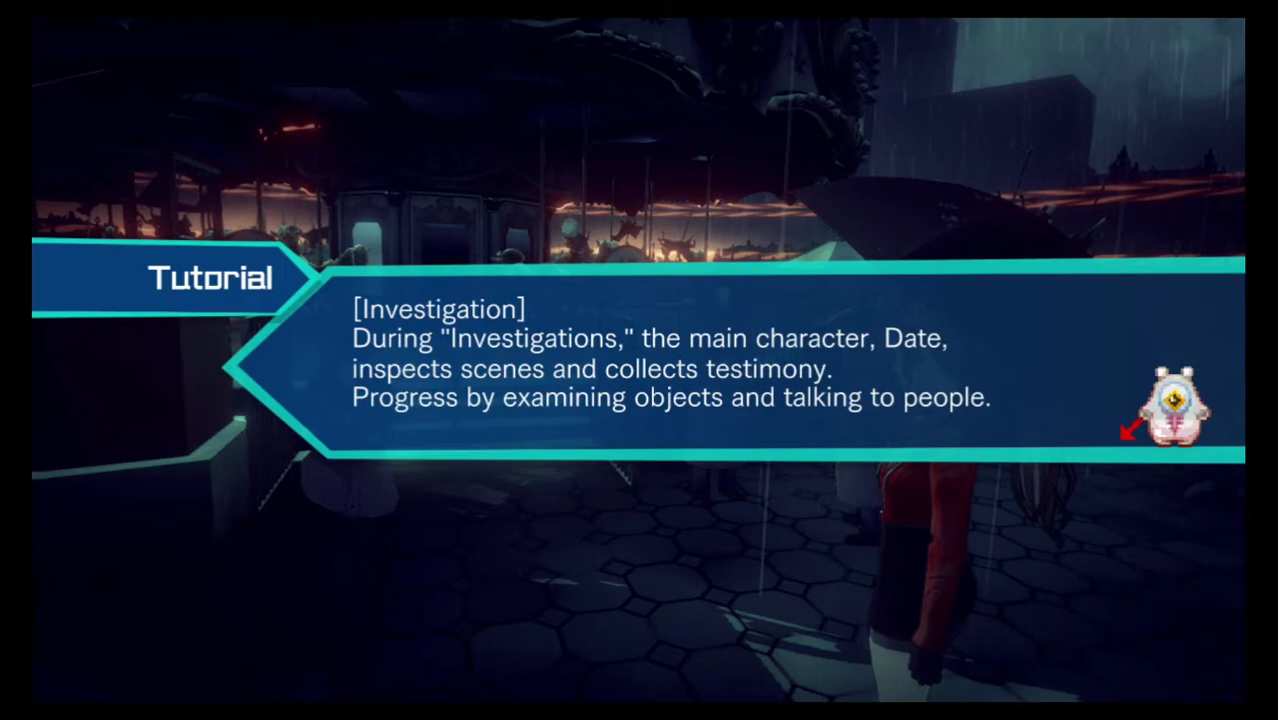 Tutorial
[Investigation]
During "Investigations," the main character, Date,
inspects scenes and collects testimony.
Progress by examining objects and talking to people.